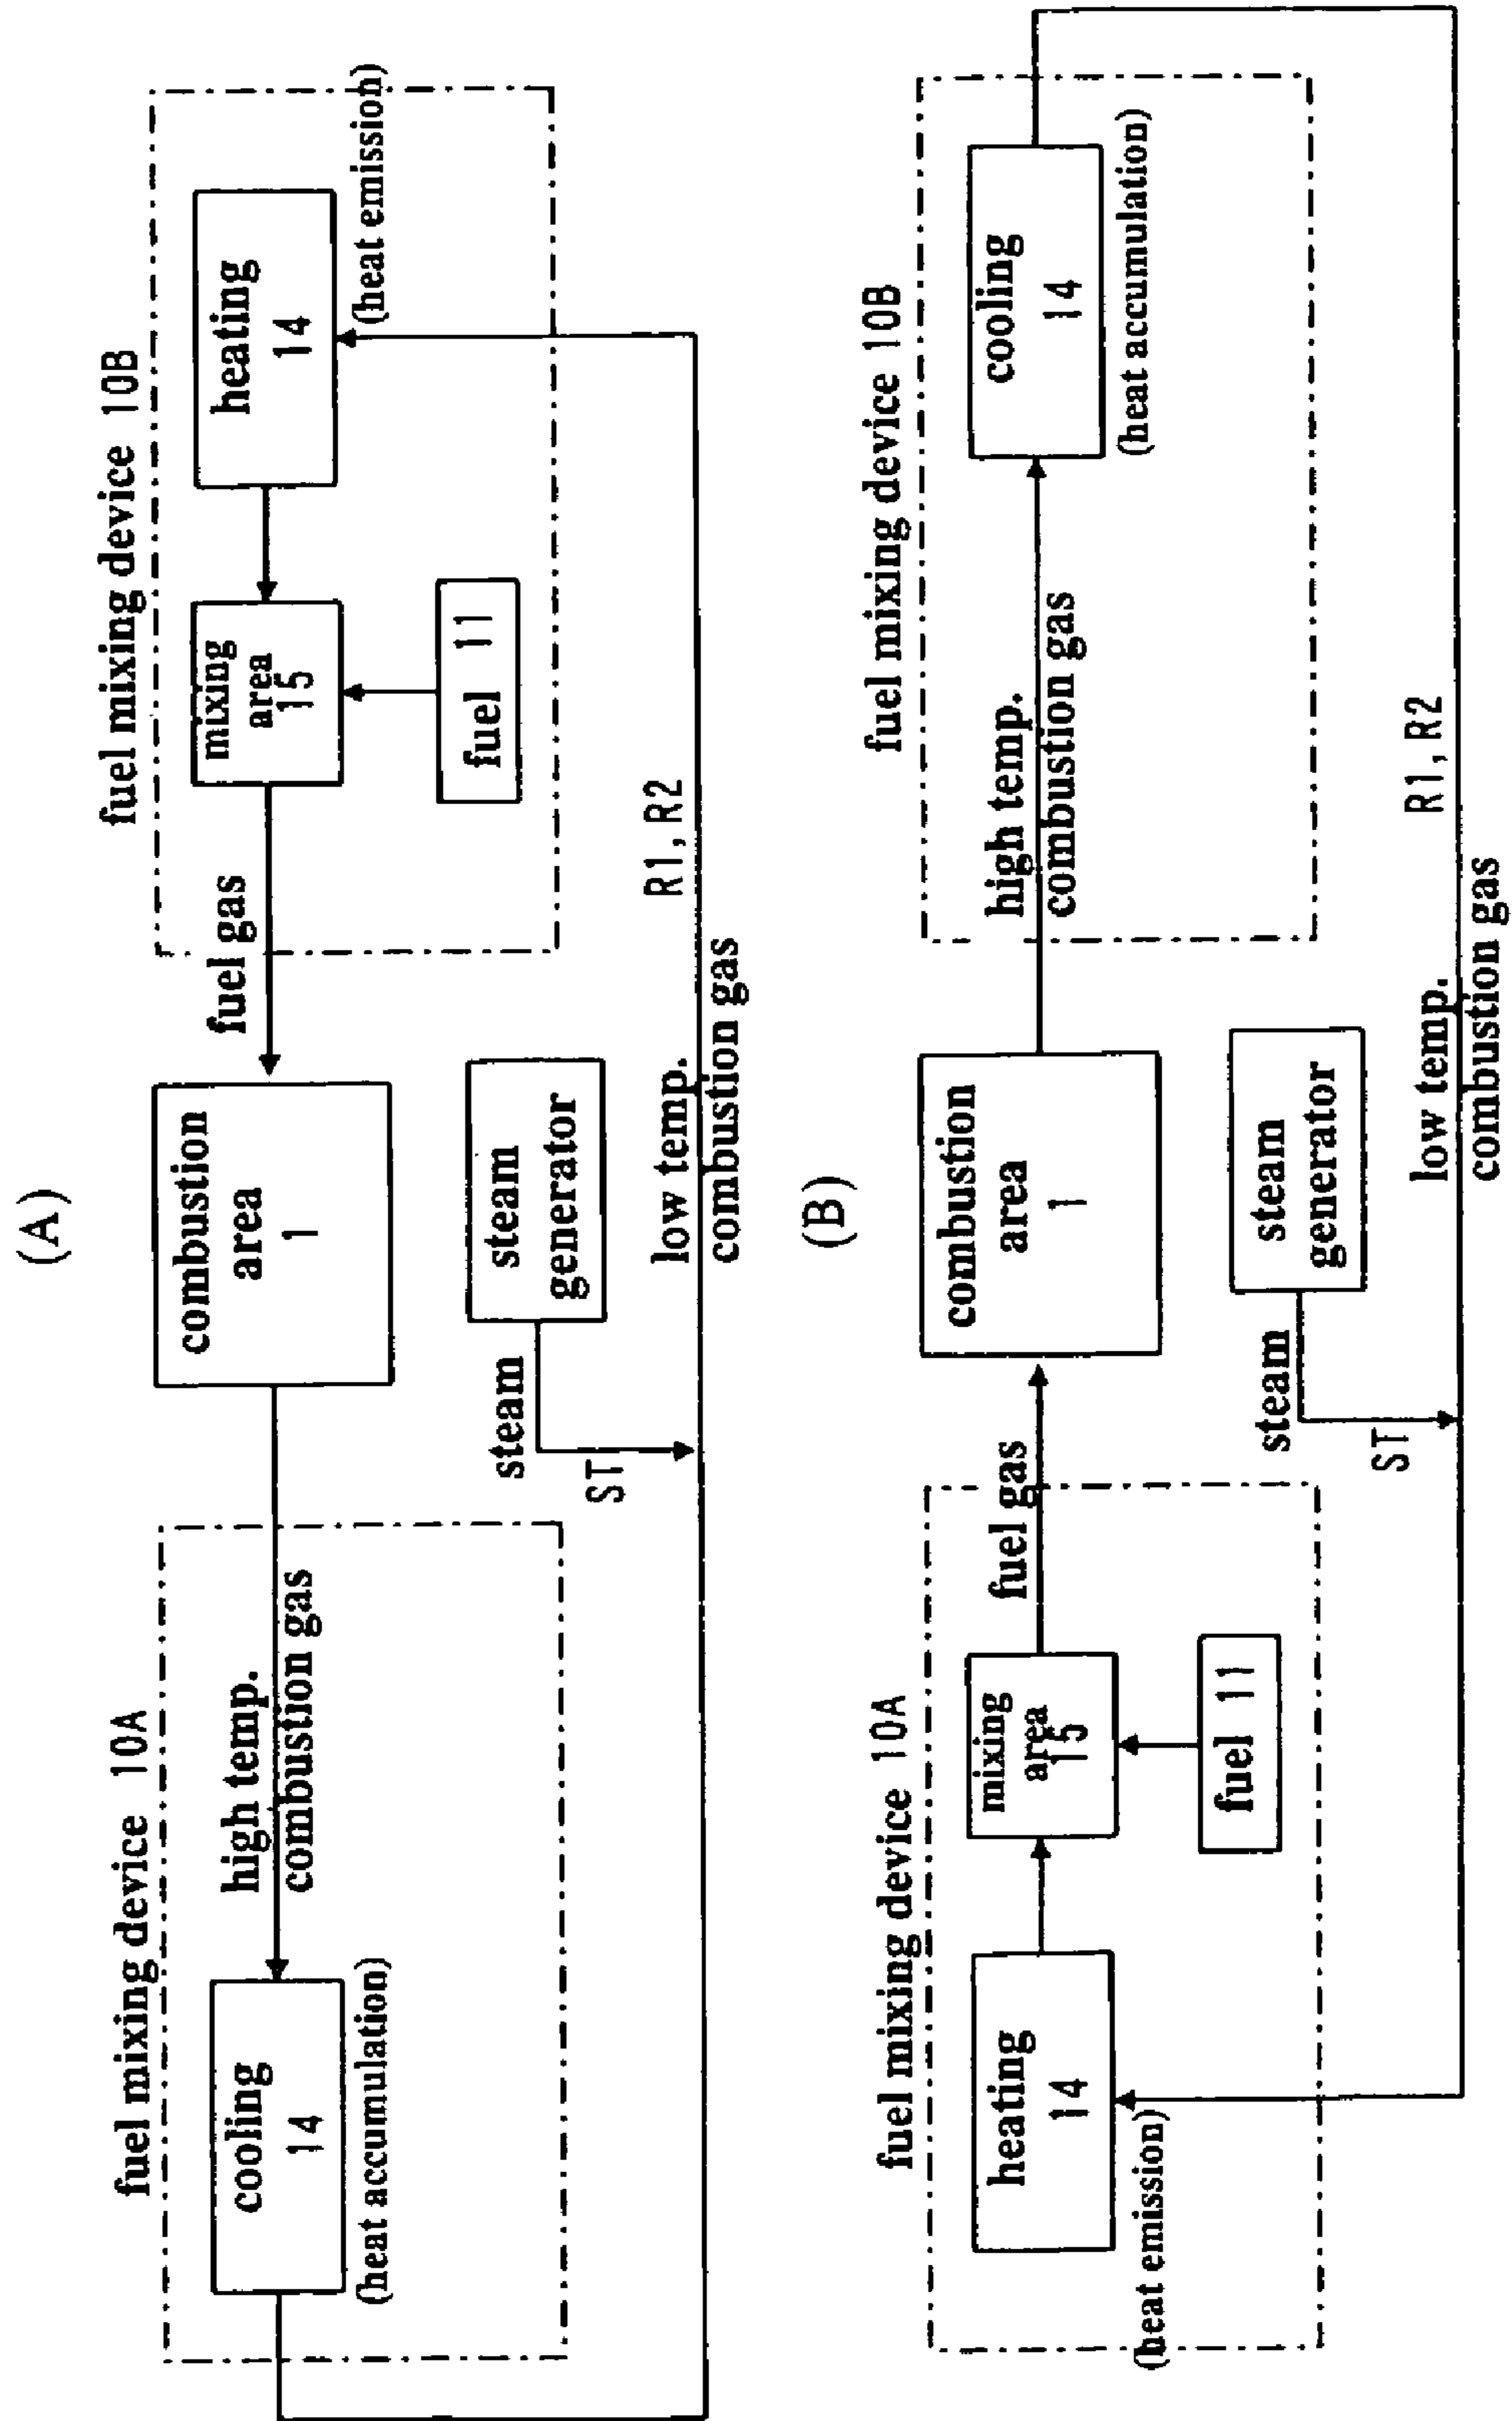 (A)
fuel mixing device 10A
fuel mixing device 10B
high temp.
combustion gas
cooling
14
(heat accumulation)
combustion
area
1
fuel gas
mixing
area
15
heating
14
(heat emission)
fuel 11
steam
ST
steam
generator
low temp.
combustion gas
R1, R2
(B)
fuel mixing device 10A
fuel mixing device 10B
heating
14
(heat emission)
mixing
area
15
fuel 11
fuel gas
combustion
area
1
high temp.
combustion gas
cooling
14
(heat accumulation)
steam
ST
steam
generator
low temp.
combustion gas
R1, R2